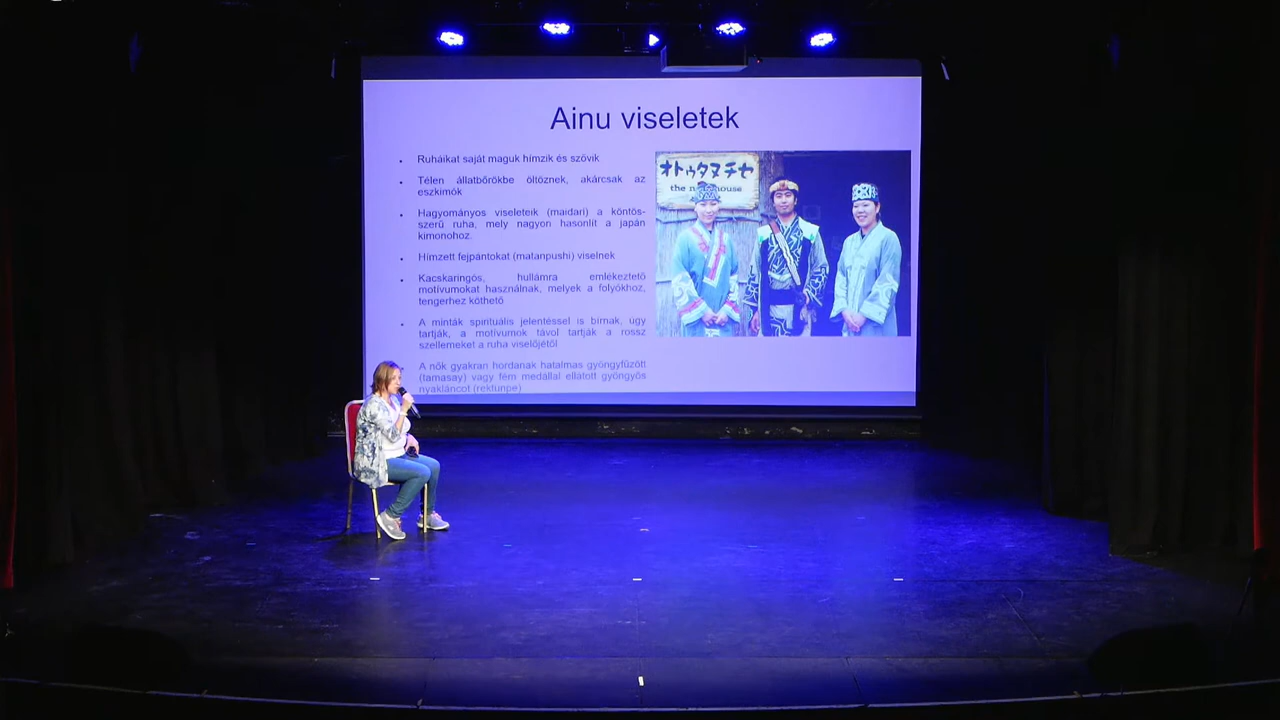 Ainu viseletek
Ruháikat saját maguk hímzik és szövik
Télen állatbőrökbe öltöznek, akárcsak az
eszkimók
Hagyományos viseleteik (maidari) a köntös-
szerű ruha, mely nagyon hasonlít a japán
kimonohoz.
Hímzett fejpántokat (matanpushi) viselnek
Kacskaringós, hullámra emlékeztető
motívumokat használnak, melyek a folyókhoz,
tengerhez köthető
A minták spirituális jelentéssel is bírnak, úgy
tartják, a motívumok távol tartják a rossz
szellemeket a ruha viselőjétől
A nők gyakran hordanak hatalmas gyöngyfűzött
(tamasay) vagy fém medállal ellátott gyöngyös
nyakláncot (rektunpe)
オトゥタヌチセ
the house